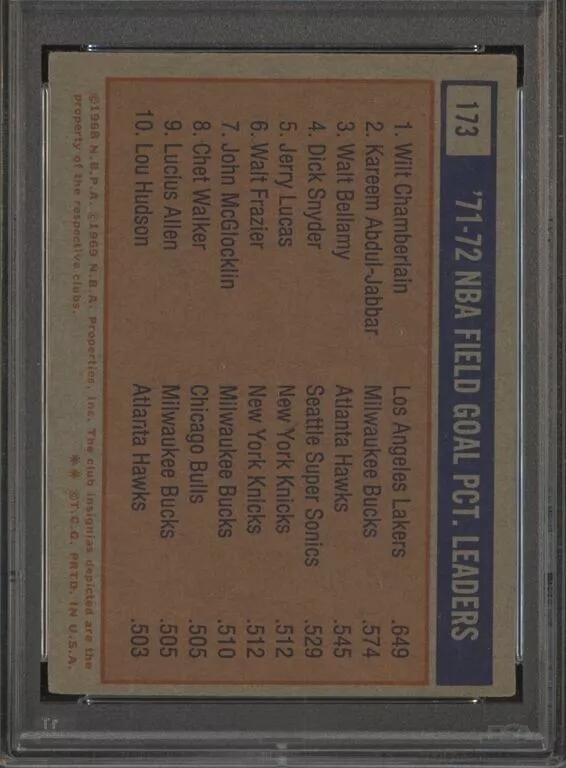 173 '71-72 NBA FIELD GOAL PCT. LEADERS
1. Wilt Chamberlain Los Angeles Lakers .649
2. Kareem Abdul-Jabbar Milwaukee Bucks .574
3. Walt Bellamy Atlanta Hawks .545
4. Dick Snyder Seattle Super Sonics .529
5. Jerry Lucas New York Knicks .512
6. Walt Frazier New York Knicks .512
7. John McGlocklin Milwaukee Bucks .510
8. Chet Walker Chicago Bulls .505
9. Lucius Allen Milwaukee Bucks .505
10. Lou Hudson Atlanta Hawks .503
©1968 N.B.P.A. ©1969 N.B.A. Properties, Inc. The club insignias depicted are the
property of the respective clubs. ** ©T.C.G. PRTD. IN U.S.A.